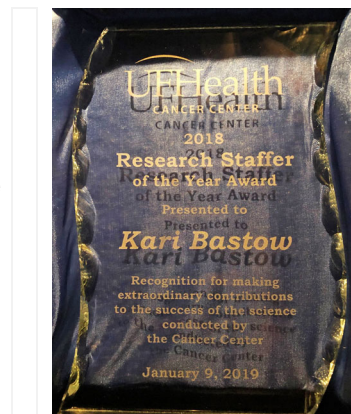 UFHealth
CANCER CENTER
2018
Research Staffer
of the Year Award
Presented to
Kari Bastow
Recognition for making
extraordinary contributions
to the success of the science
conducted by
the Cancer Center
January 9, 2019